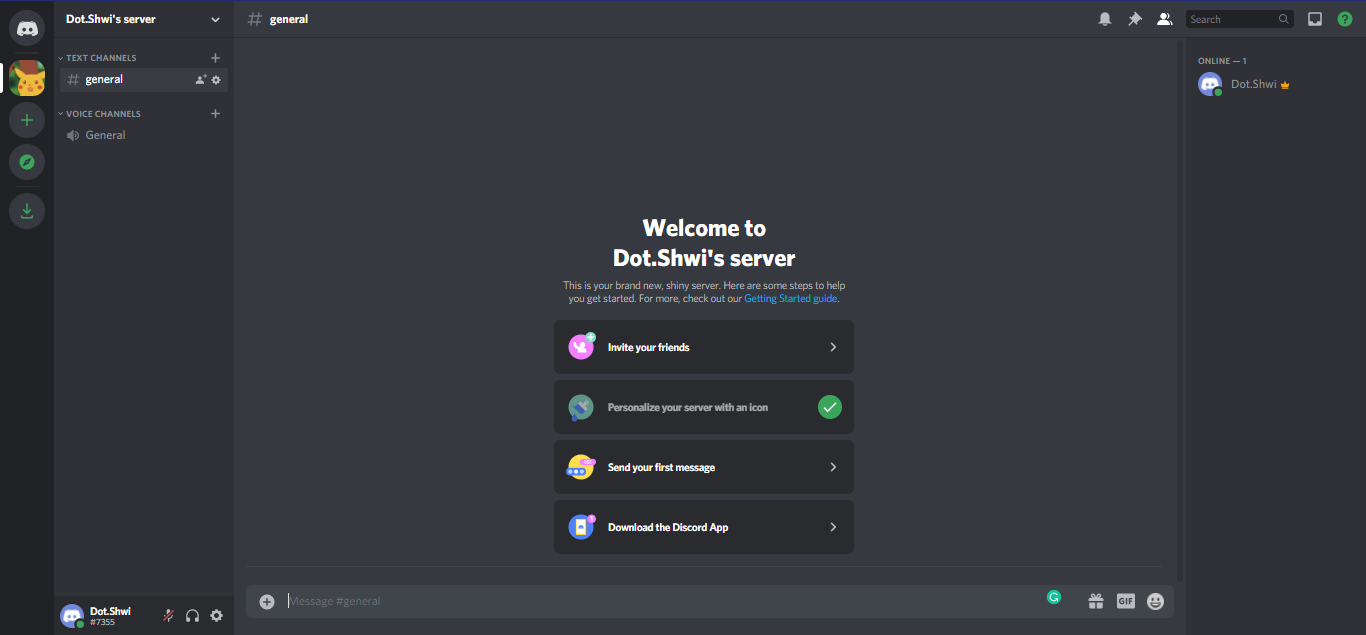 Dot.Shwi's server
general
Search
TEXT CHANNELS
general
VOICE CHANNELS
General
ONLINE — 1
Dot.Shwi
Welcome to
Dot.Shwi's server
This is your brand new, shiny server. Here are some steps to help
you get started. For more, check out our Getting Started guide.
Invite your friends
Personalize your server with an icon
Send your first message
Download the Discord App
Message #general
G
GIF
Dot.Shwi
#7355